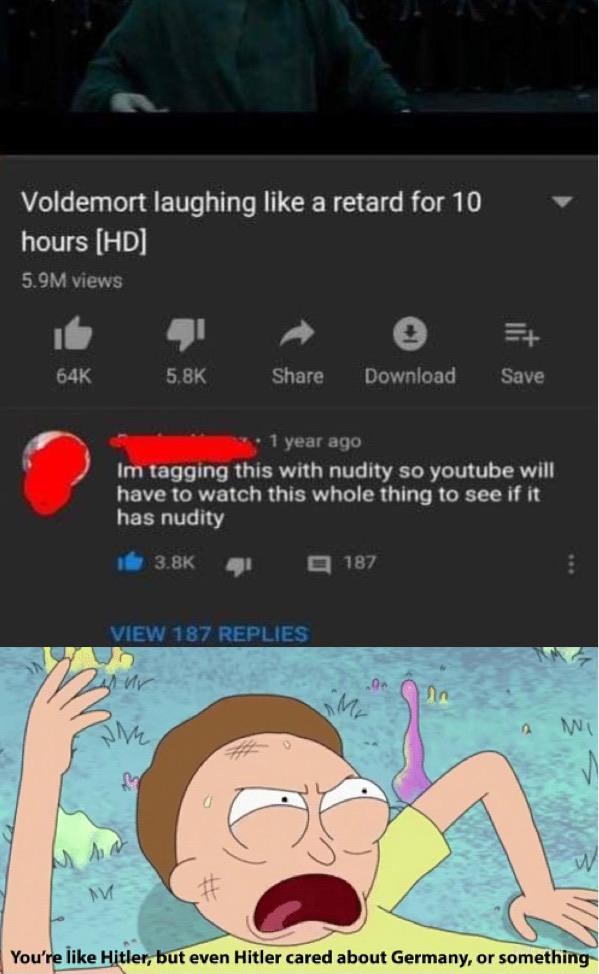 Voldemort laughing like a retard for 10
hours [HD]
5.9M views
64K 5.8K Share Download Save
• 1 year ago
Im tagging this with nudity so youtube will
have to watch this whole thing to see if it
has nudity
3.8K 187
VIEW 187 REPLIES
You're like Hitler, but even Hitler cared about Germany, or something